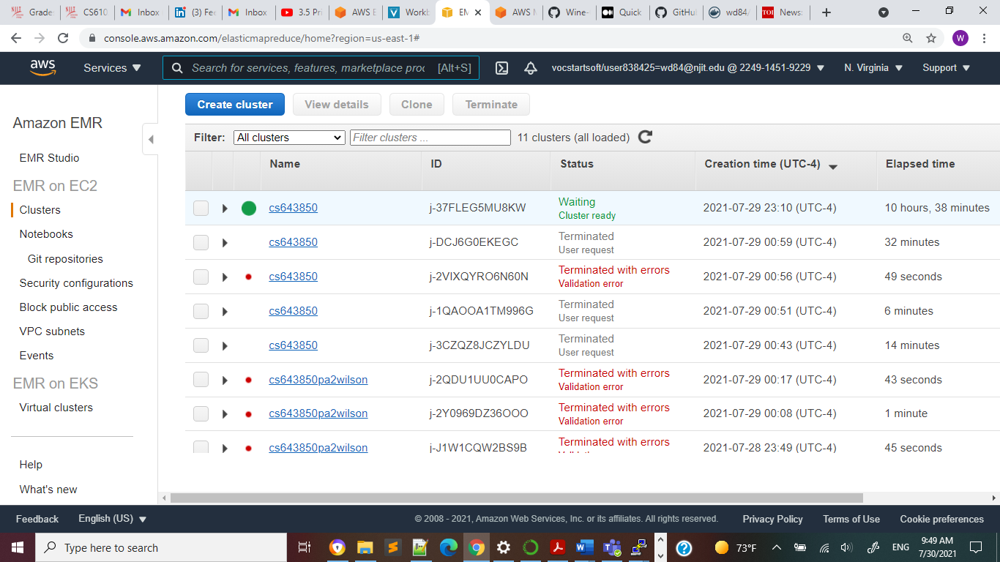 Grade
CS610
Inbox
(3) Fee
Inbox
3.5 Pri
AWS E
Workb
EM
AWS M
Wine-
Quick
GitHu
wd84/
TOI News:
console.aws.amazon.com/elasticmapreduce/home?region=us-east-1#
W
aws
Services
Search for services, features, marketplace proc [Alt+S]
vocstartsoft/user838425=wd84@njit.edu @ 2249-1451-9229
N. Virginia
Support
Amazon EMR
EMR Studio
EMR on EC2
Clusters
Notebooks
Git repositories
Security configurations
Block public access
VPC subnets
Events
EMR on EKS
Virtual clusters
Help
What's new
Create cluster View details Clone Terminate
Filter: All clusters Filter clusters ... 11 clusters (all loaded)
Name ID Status Creation time (UTC-4) Elapsed time
cs643850 j-37FLEG5MU8KW Waiting 2021-07-29 23:10 (UTC-4) 10 hours, 38 minutes
Cluster ready
cs643850 j-DCJ6G0EKEGC Terminated 2021-07-29 00:59 (UTC-4) 32 minutes
User request
cs643850 j-2VIXQYRO6N60N Terminated with errors 2021-07-29 00:56 (UTC-4) 49 seconds
Validation error
cs643850 j-1QAOOA1TM996G Terminated 2021-07-29 00:51 (UTC-4) 6 minutes
User request
cs643850 j-3CZQZ8JCZYLDU Terminated 2021-07-29 00:43 (UTC-4) 14 minutes
User request
cs643850pa2wilson j-2QDU1UU0CAPO Terminated with errors 2021-07-29 00:17 (UTC-4) 43 seconds
Validation error
cs643850pa2wilson j-2Y0969DZ36OOO Terminated with errors 2021-07-29 00:08 (UTC-4) 1 minute
Validation error
cs643850pa2wilson j-J1W1CQW2BS9B Terminated with errors 2021-07-28 23:49 (UTC-4) 45 seconds
Feedback English (US) © 2008 - 2021, Amazon Web Services, Inc. or its affiliates. All rights reserved. Privacy Policy Terms of Use Cookie preferences
Type here to search
73°F
ENG
9:49 AM
7/30/2021